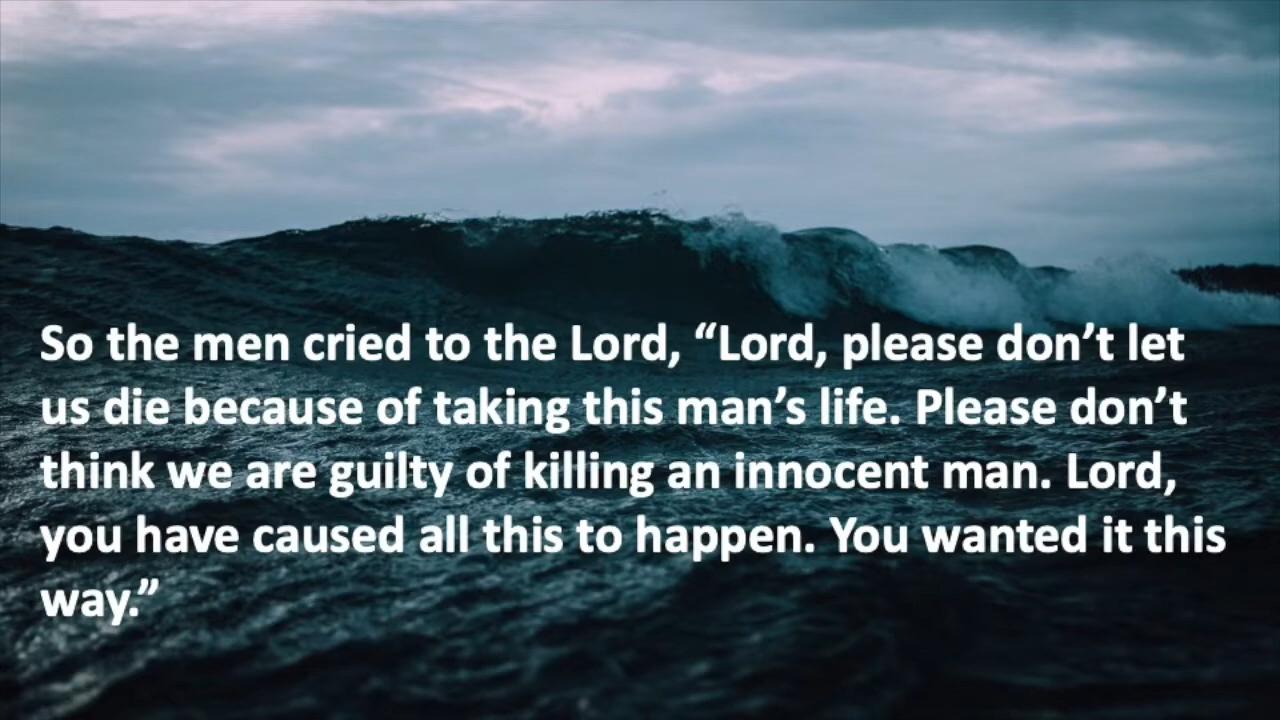 So the men cried to the Lord, “Lord, please don’t let
us die because of taking this man’s life. Please don’t
think we are guilty of killing an innocent man. Lord,
you have caused all this to happen. You wanted it this
way.”